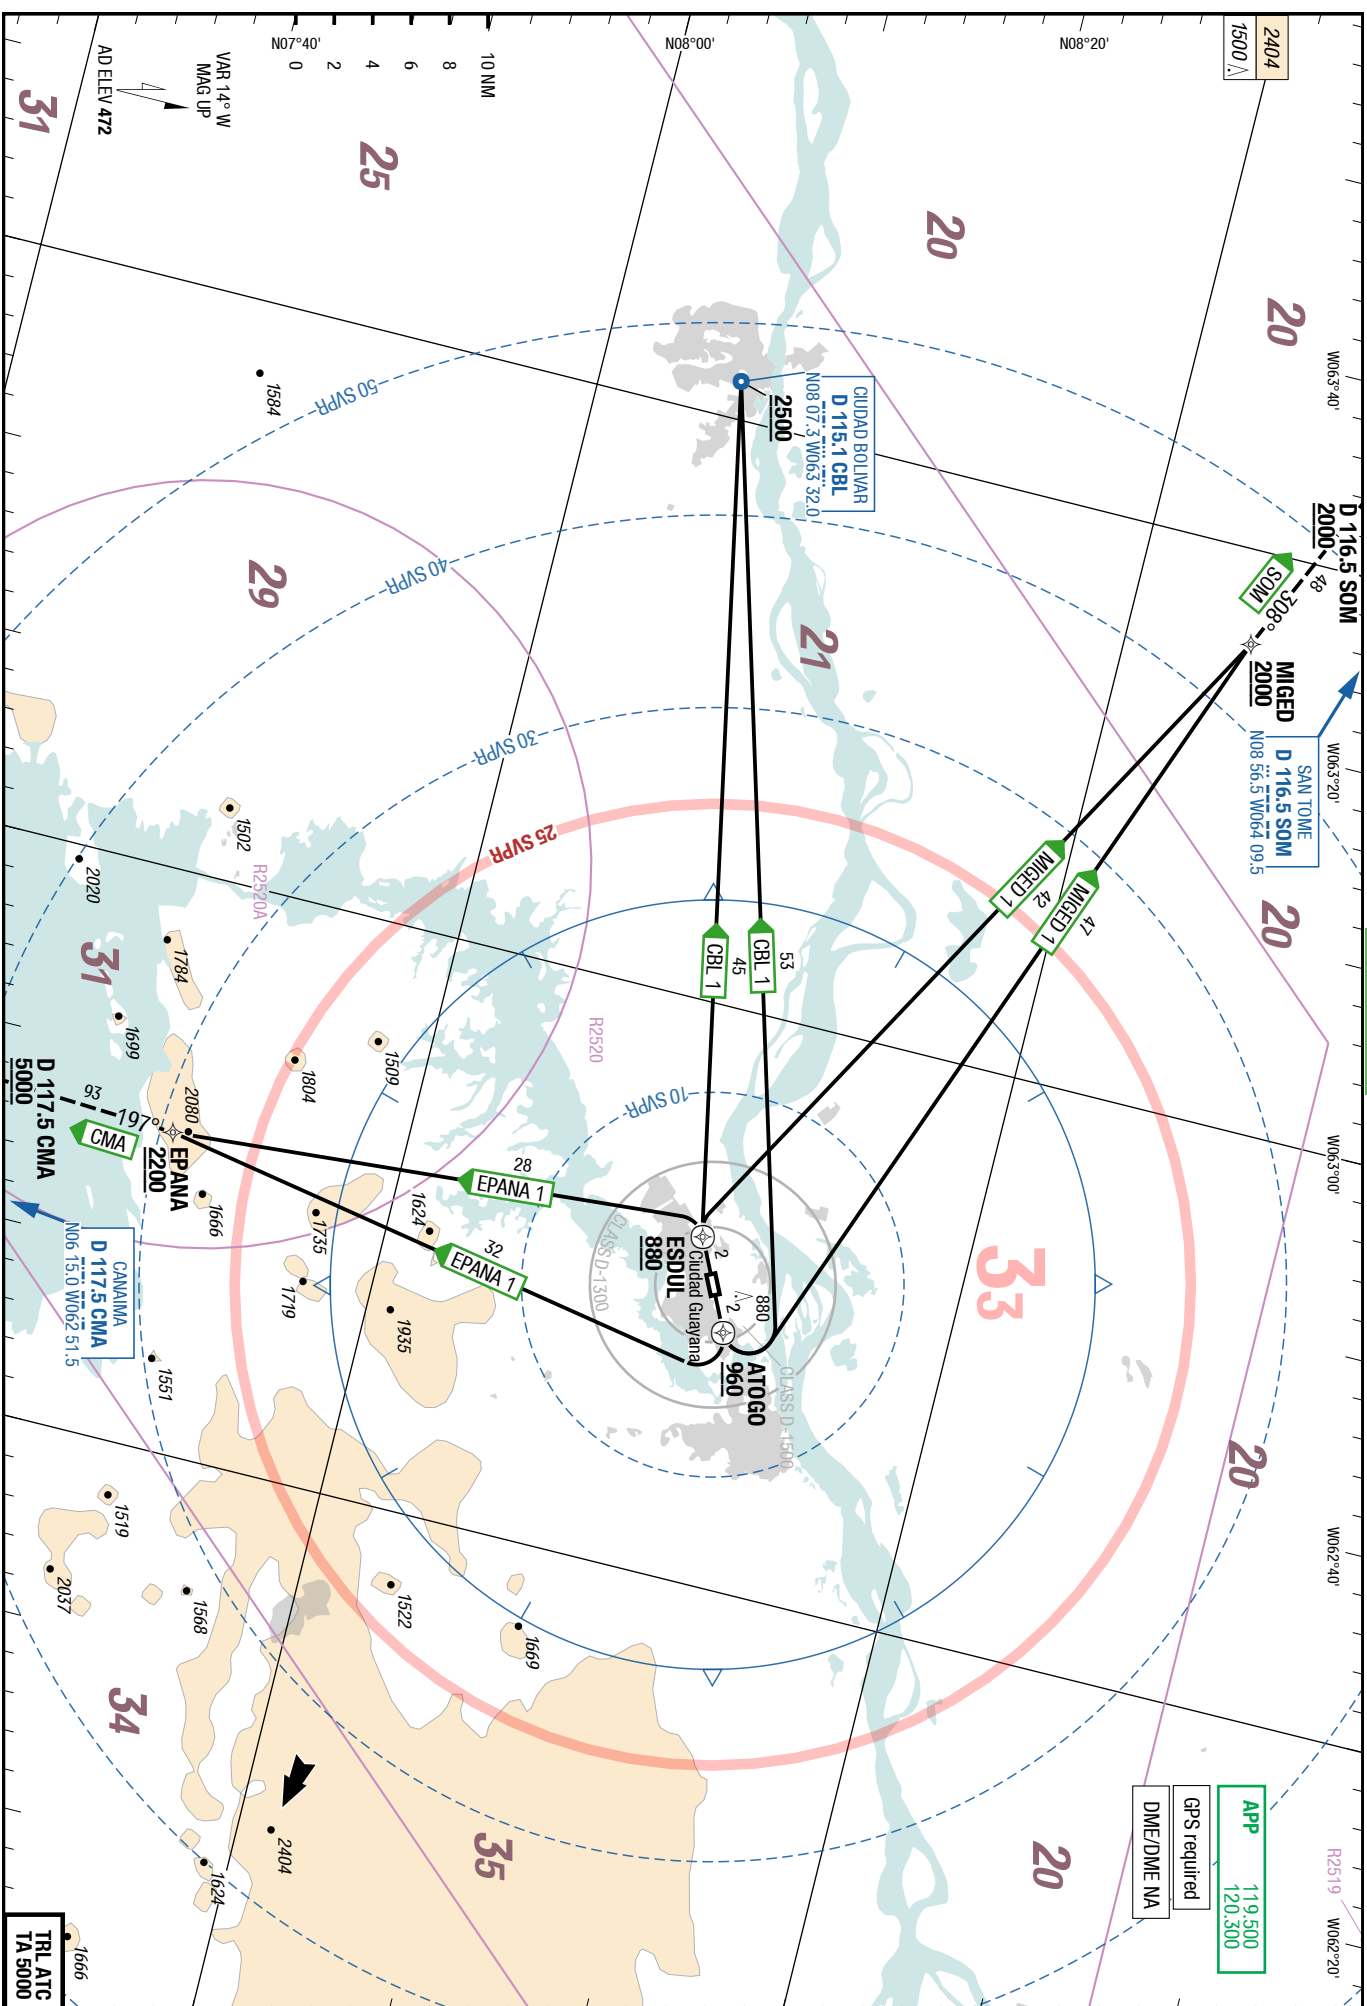 2404
1500
N07°40'
N08°00'
N08°20'
0
2
4
6
8
10 NM
VAR 14° W
MAG UP
AD ELEV 472
31
25
20
20
W063°40'
1584
50 SVPR
CIUDAD BOLIVAR
D 115.1 CBL
N08 07.3 W063 32.0
2500
D 116.5 SOM
2000
48
308°
SOM
MIGED
2000
SAN TOME
D 116.5 SOM
N08 56.5 W064 09.5
W063°20'
29
40 SVPR
21
30 SVPR
25 SVPR
1502
R2520A
2020
1784
31
1699
1509
1804
R2520
CBL 1
45
CBL 1
53
MIGED 1
42
MIGED 1
47
20
10 SVPR
W063°00'
D 117.5 CMA
5000
93
197°
CMA
2080
EPANA
2200
1666
28
EPANA 1
32
EPANA 1
1624
1735
1719
1935
1551
CANAIMA
D 117.5 CMA
N06 15.0 W062 51.5
CLASS D-1300
ESDUL
880
2
Ciudad Guayana
2
880
ATOGO
960
CLASS D-1500
33
20
W062°40'
1519
2037
1568
1522
1669
34
2404
1624
1666
35
20
APP 119.500
120.300
GPS required
DME/DME NA
R2519
W062°20'
TRL ATC
TA 5000